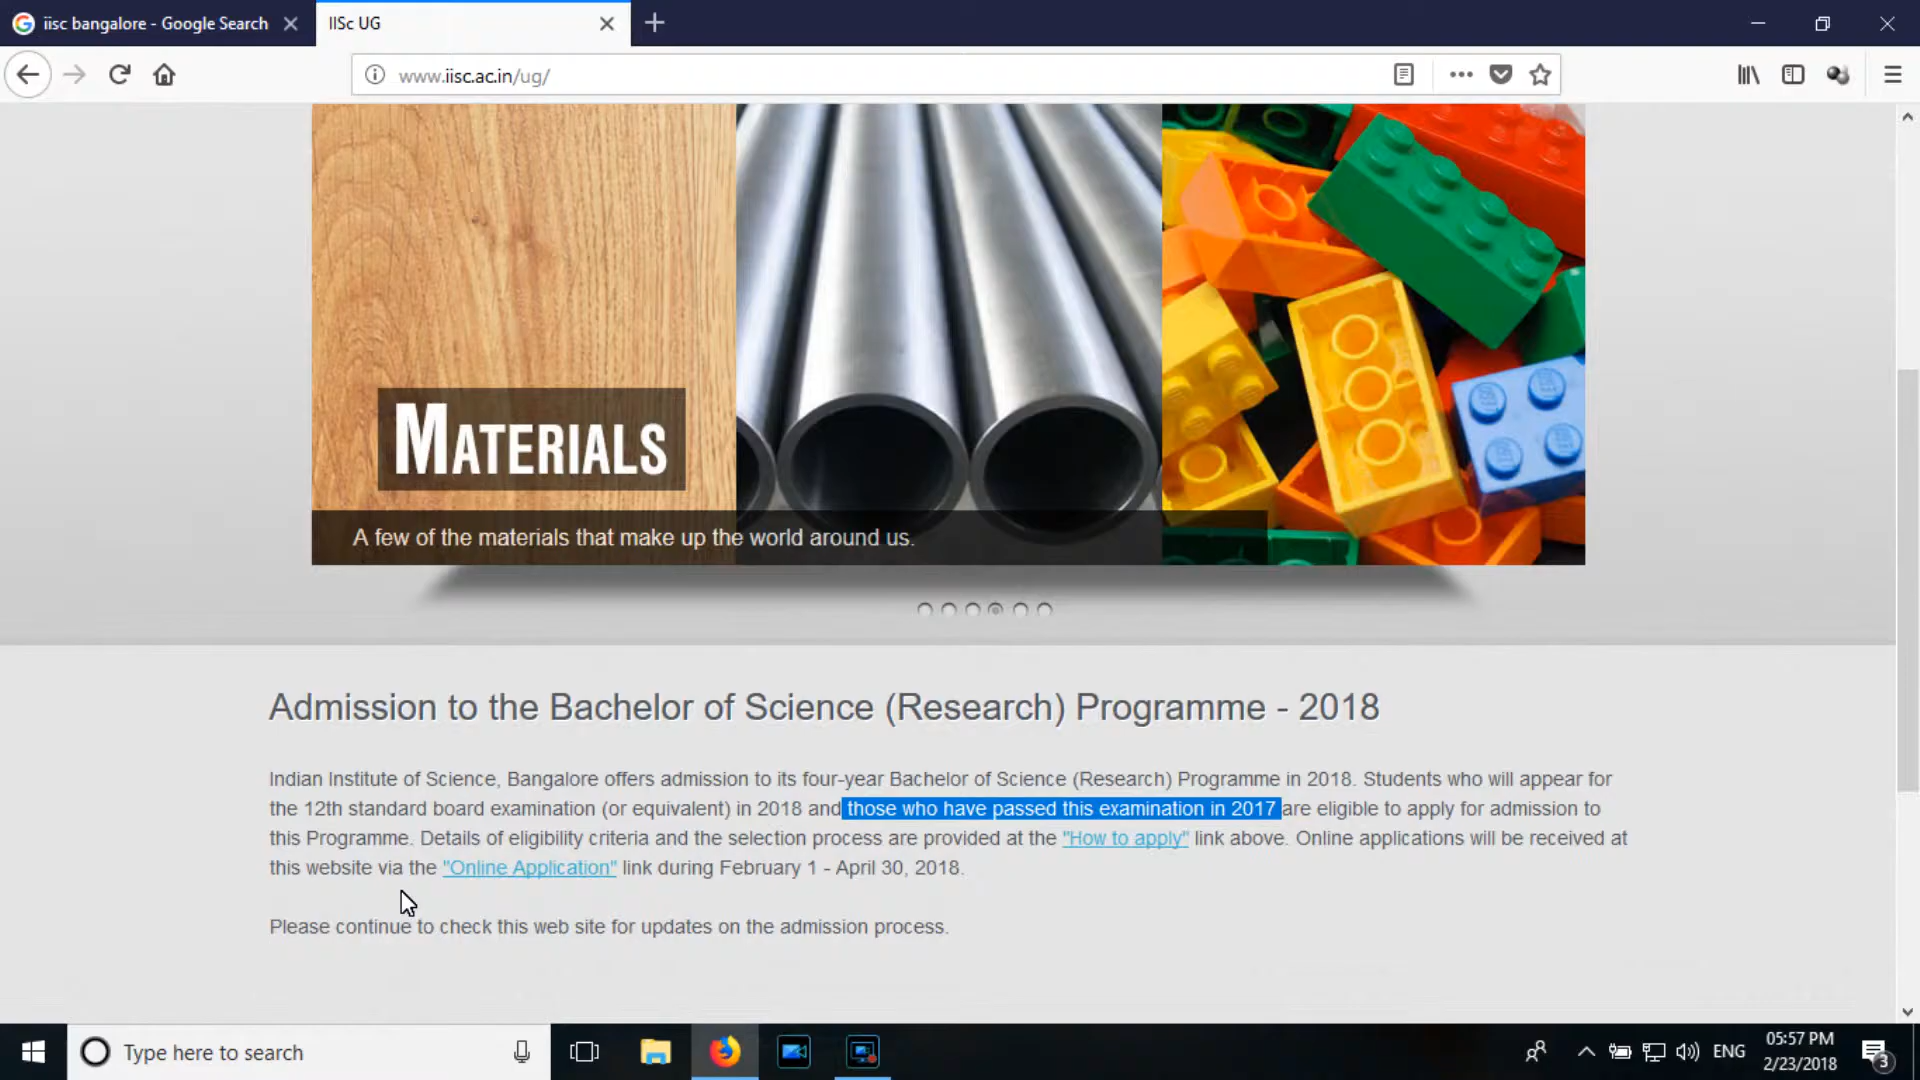 iisc bangalore - Google Search
IISc UG
www.iisc.ac.in/ug/
MATERIALS
A few of the materials that make up the world around us.
Admission to the Bachelor of Science (Research) Programme - 2018
Indian Institute of Science, Bangalore offers admission to its four-year Bachelor of Science (Research) Programme in 2018. Students who will appear for
the 12th standard board examination (or equivalent) in 2018 and those who have passed this examination in 2017 are eligible to apply for admission to
this Programme. Details of eligibility criteria and the selection process are provided at the "How to apply" link above. Online applications will be received at
this website via the "Online Application" link during February 1 - April 30, 2018.
Please continue to check this web site for updates on the admission process.
Type here to search
ENG
05:57 PM
2/23/2018
3